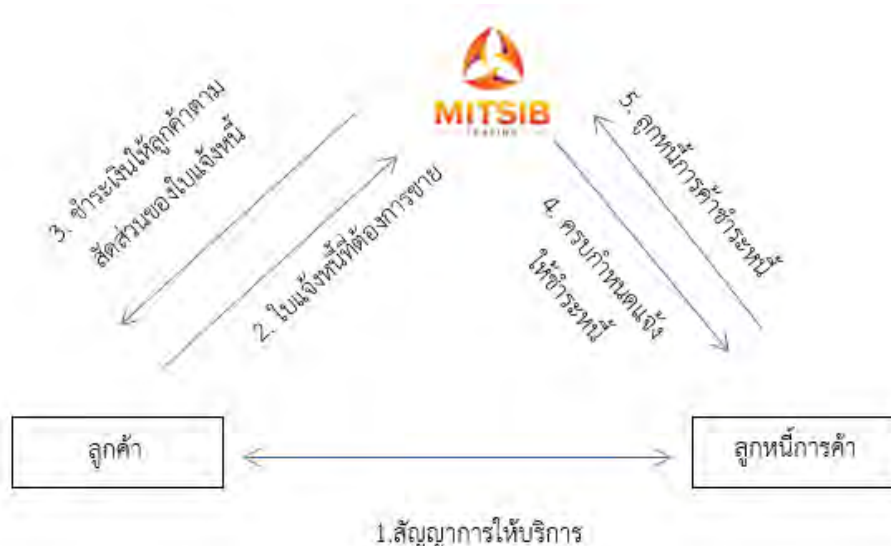 MITSIB
3. ชำระเงินให้ลูกค้าตาม
สัดส่วนของใบแจ้งหนี้
2. ใบแจ้งหนี้ที่ต้องการขาย
4. ครบกำหนดแจ้ง
ให้ชำระหนี้
5. ลูกหนี้การค้าชำระหนี้
ลูกค้า
ลูกหนี้การค้า
1.สัญญาการให้บริการ